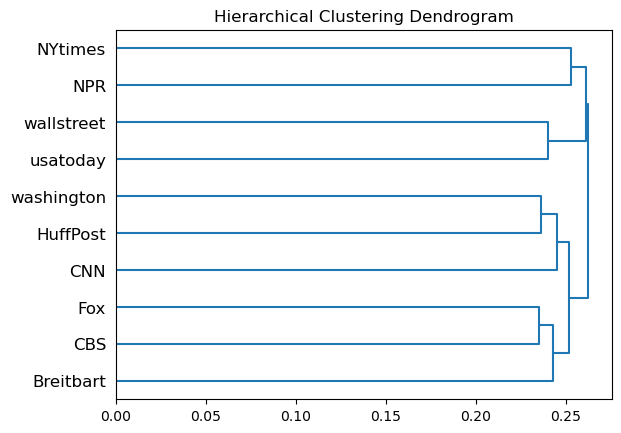 Hierarchical Clustering Dendrogram
NYtimes
NPR
wallstreet
usatoday
washington
HuffPost
CNN
Fox
CBS
Breitbart
0.00 0.05 0.10 0.15 0.20 0.25